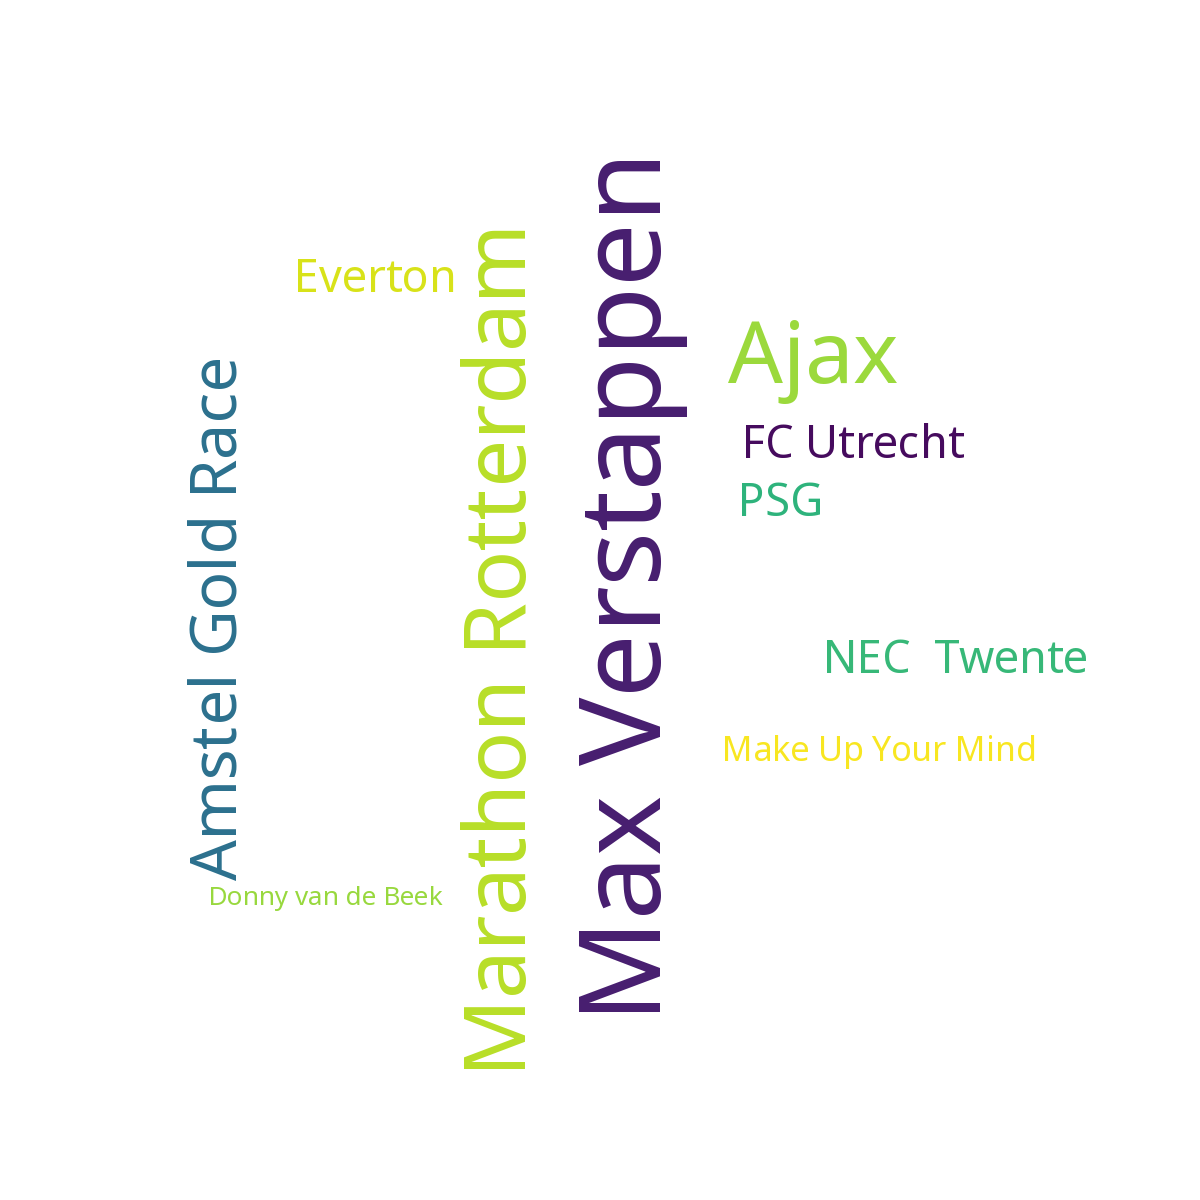 Max Verstappen
Marathon Rotterdam
Amstel Gold Race
Everton
Ajax
FC Utrecht
PSG
NEC  Twente
Make Up Your Mind
Donny van de Beek